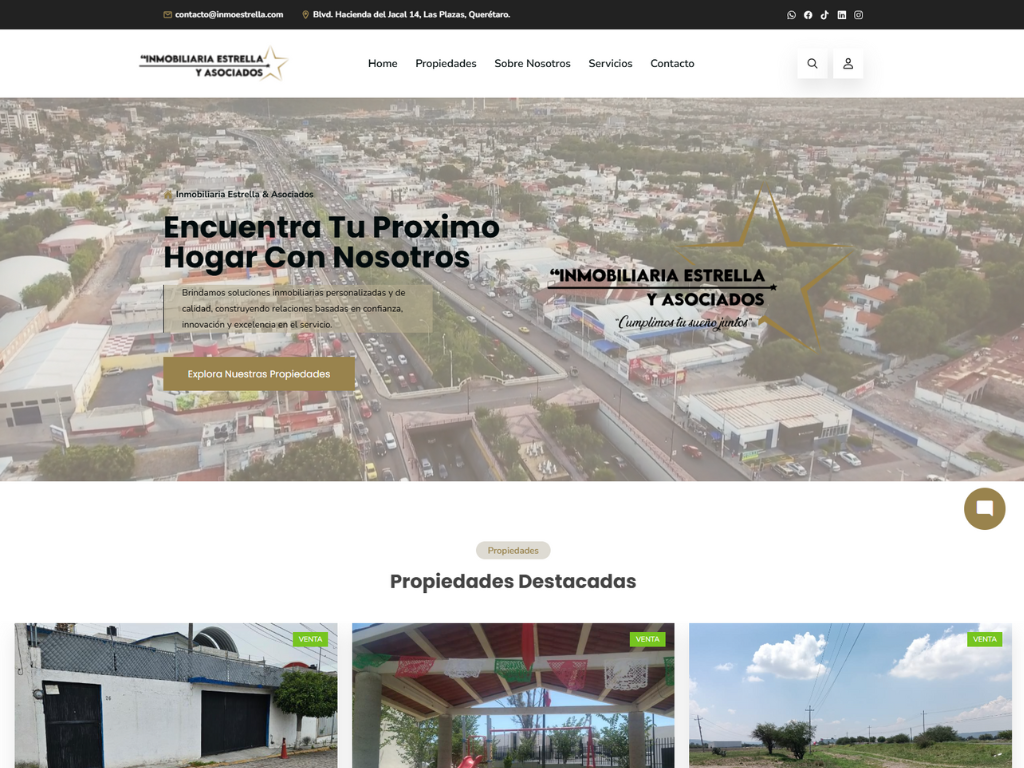 contacto@inmoestrella.com
Blvd. Hacienda del Jacal 14, Las Plazas, Querétaro.
"INMOBILIARIA ESTRELLA
Y ASOCIADOS
Home
Propiedades
Sobre Nosotros
Servicios
Contacto
Inmobiliaria Estrella & Asociados
Encuentra Tu Proximo
Hogar Con Nosotros
Brindamos soluciones inmobiliarias personalizadas y de
calidad, construyendo relaciones basadas en confianza,
innovación y excelencia en el servicio.
Explora Nuestras Propiedades
"INMOBILIARIA ESTRELLA
Y ASOCIADOS
"Cumplimos tu sueño juntos"
Propiedades
Propiedades Destacadas
VENTA
VENTA
VENTA